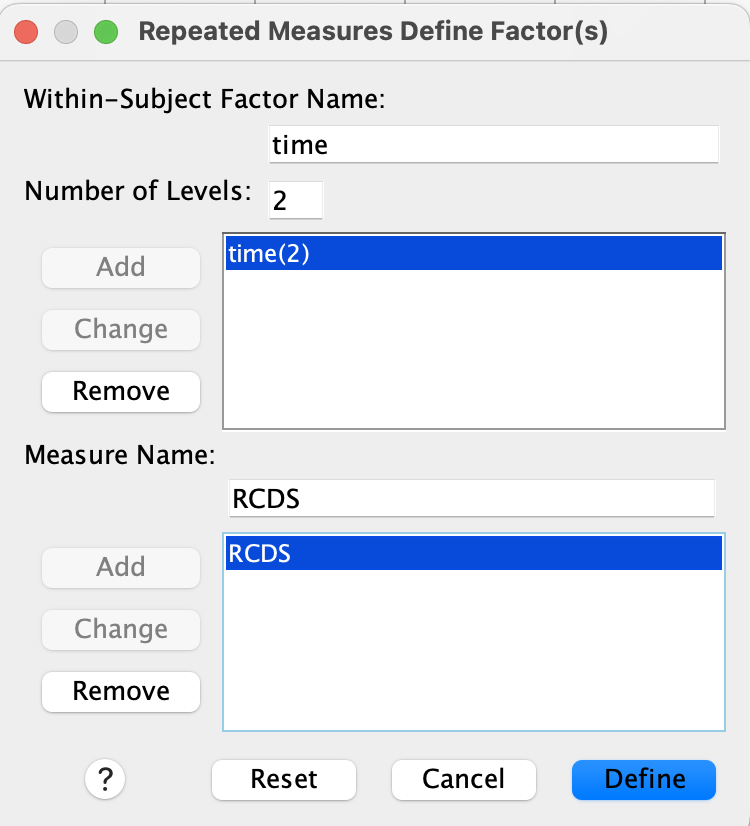 Repeated Measures Define Factor(s)
Within-Subject Factor Name:
time
Number of Levels:
2
time(2)
Add
Change
Remove
Measure Name:
RCDS
RCDS
Add
Change
Remove
? Reset Cancel Define